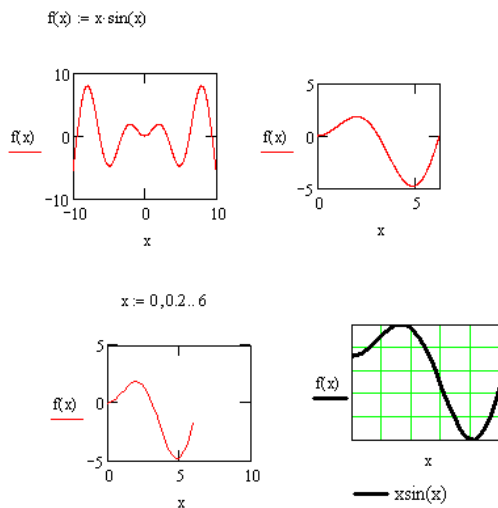 f(x) := x·sin(x)
10
f(x) 0
−10
−10 0 10
x
5
f(x) 0
−5
0 5
x
x := 0,0.2..6
5
f(x) 0
−5
0 5 10
x
f(x)
x
xsin(x)